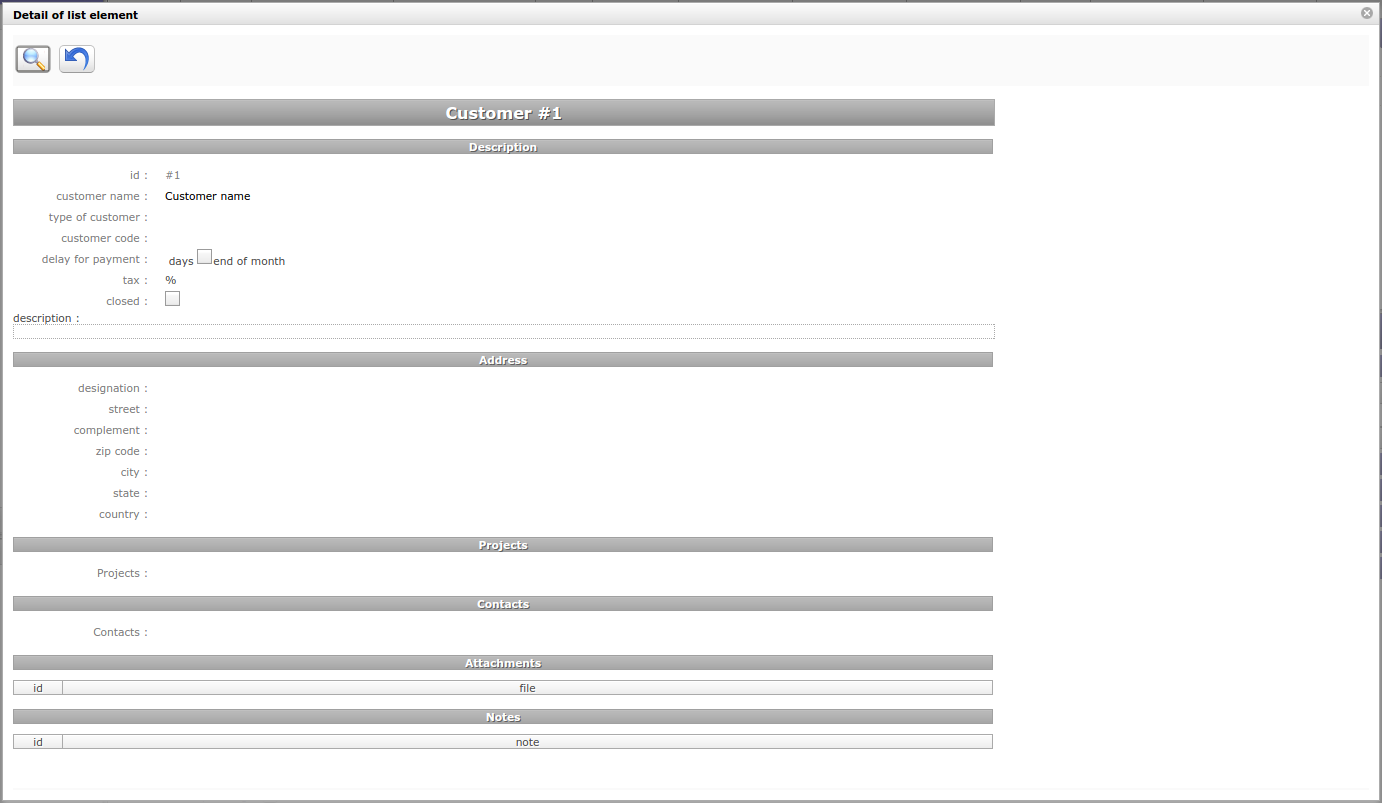 Detail of list element
Customer #1
Description
id : #1
customer name : Customer name
type of customer :
customer code :
delay for payment : days end of month
tax : %
closed :
description :
Address
designation :
street :
complement :
zip code :
city :
state :
country :
Projects
Projects :
Contacts
Contacts :
Attachments
id file
Notes
id note